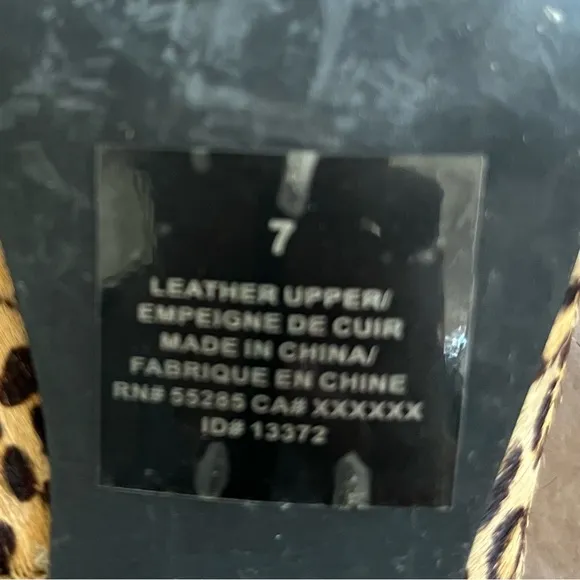 7
LEATHER UPPER/
EMPEIGNE DE CUIR
MADE IN CHINA/
FABRIQUE EN CHINE
RN# 55285 CA# XXXXXX
ID# 13372